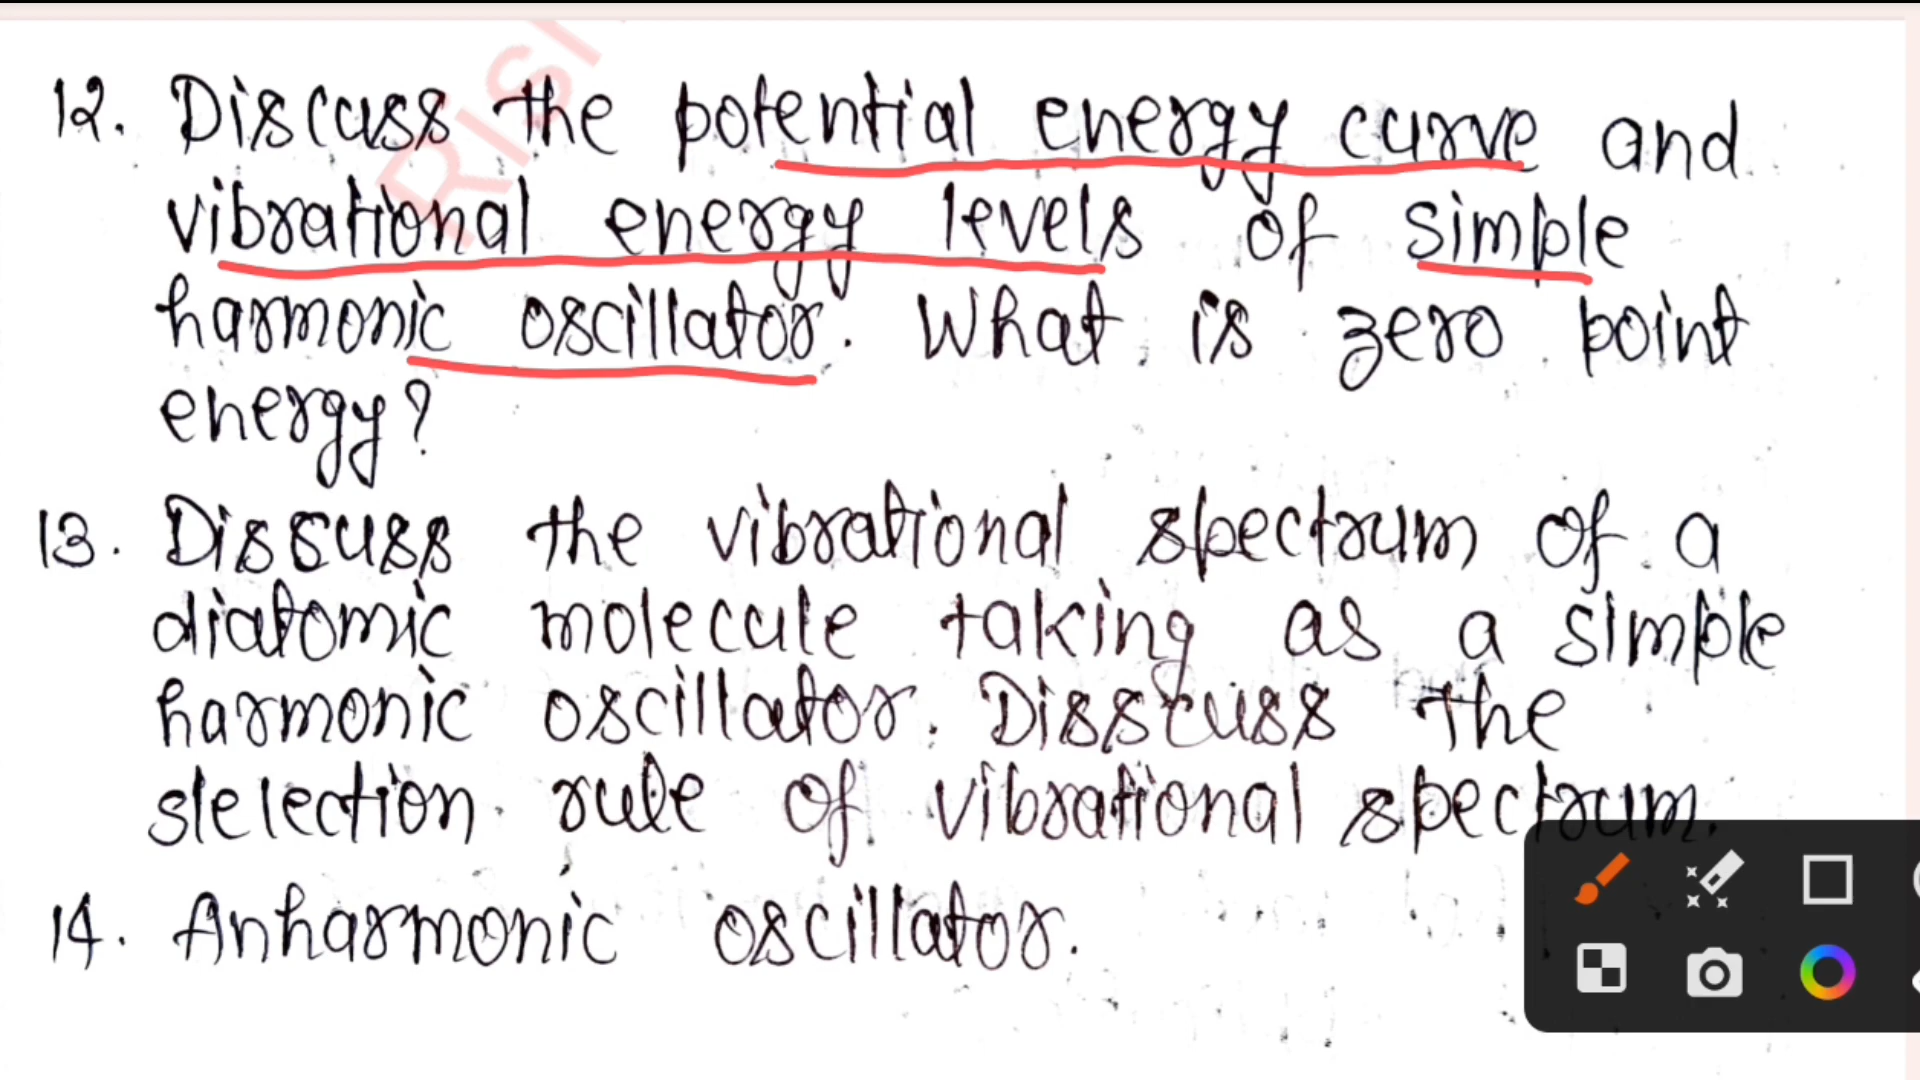 Risl
12. Discuss the potential energy curve and
vibrational energy levels of simple
harmonic oscillator. What is zero point
energy?
13. Disscuss the vibrational spectrum of a
diatomic molecule taking as a simple
harmonic oscillator. Disscuss the
slelection rule of vibrational spectrum.
14. Anharmonic oscillator.